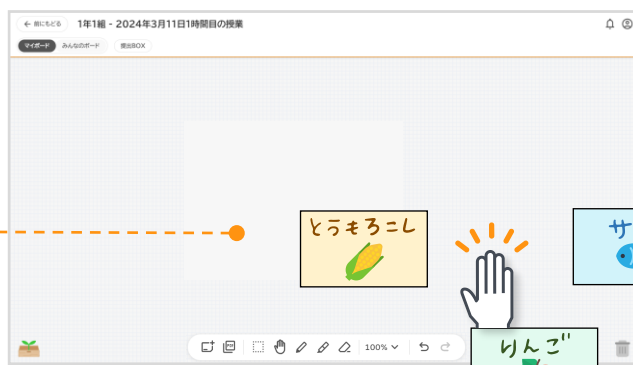 ← 前にもどる 1年1組 - 2024年3月11日1時間目の授業
マイボード みんなのボード 提出BOX
とうもろこし
サ
りんご
100%